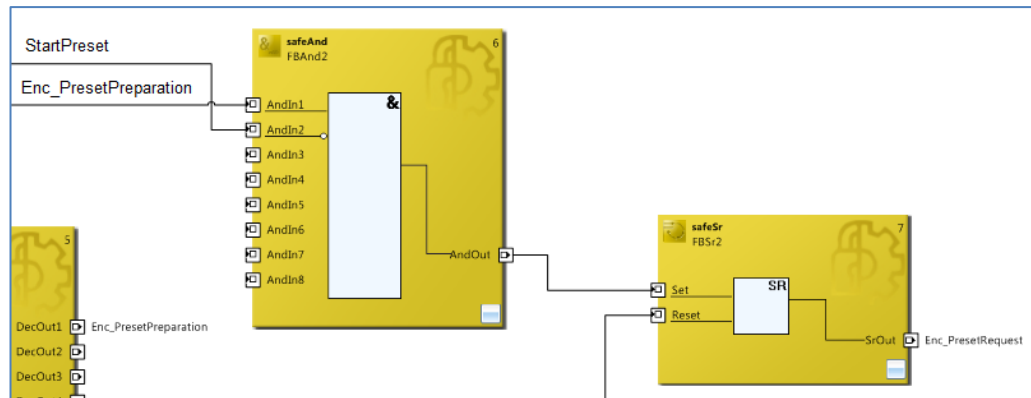 StartPreset
Enc_PresetPreparation
safeAnd
FBAnd2
6
&
AndIn1
AndIn2
AndIn3
AndIn4
AndIn5
AndIn6
AndIn7
AndIn8
AndOut
5
DecOut1
Enc_PresetPreparation
DecOut2
DecOut3
safeSr
FBSr2
7
SR
Set
Reset
SrOut
Enc_PresetRequest